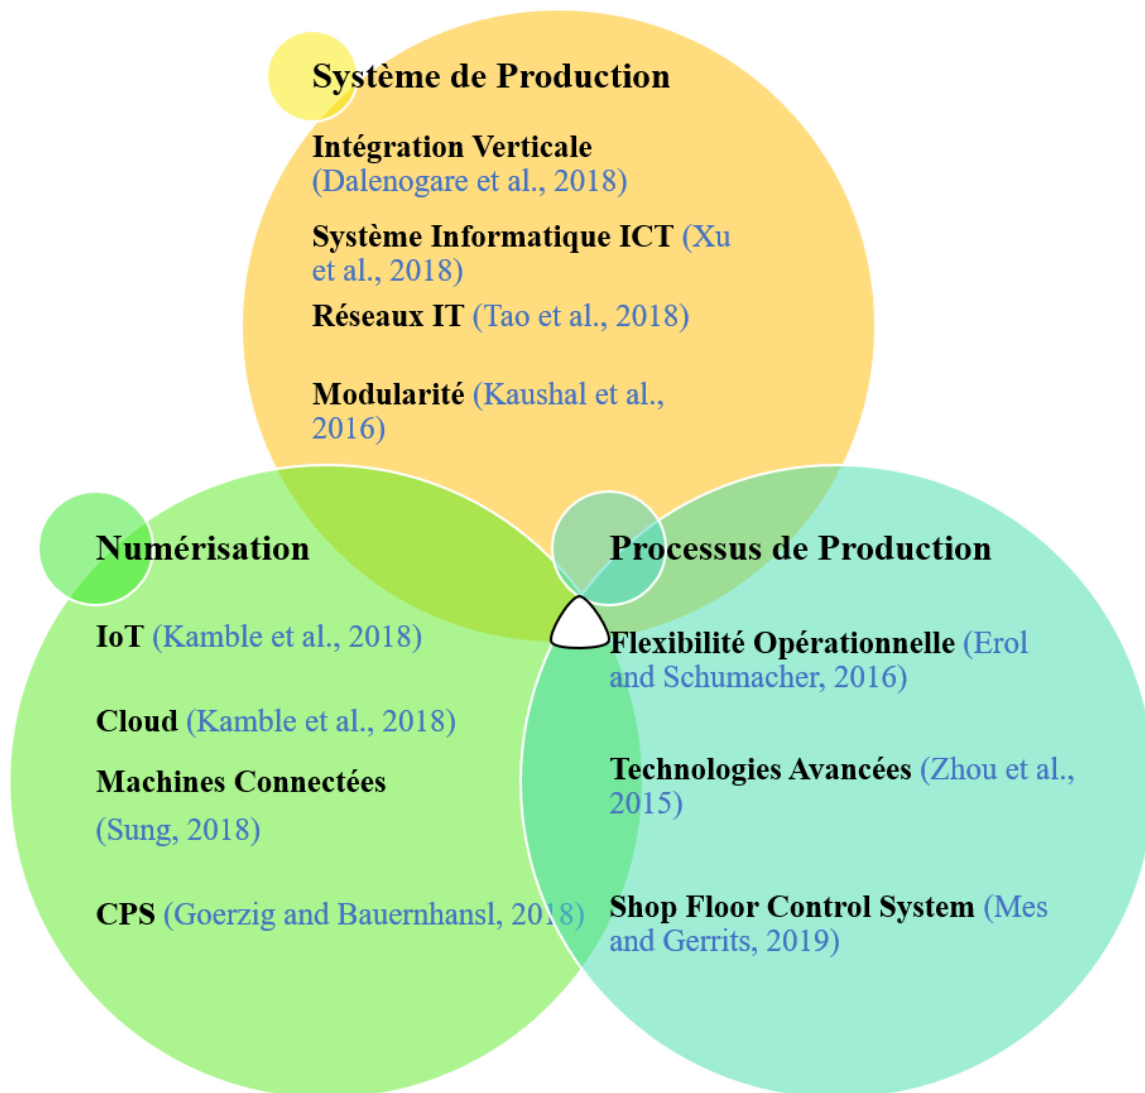 Système de Production
Intégration Verticale
(Dalenogare et al., 2018)
Système Informatique ICT (Xu
et al., 2018)
Réseaux IT (Tao et al., 2018)
Modularité (Kaushal et al.,
2016)
Numérisation
IoT (Kamble et al., 2018)
Cloud (Kamble et al., 2018)
Machines Connectées
(Sung, 2018)
CPS (Goerzig and Bauernhansl, 2018)
Processus de Production
Flexibilité Opérationnelle (Erol
and Schumacher, 2016)
Technologies Avancées (Zhou et al.,
2015)
Shop Floor Control System (Mes
and Gerrits, 2019)